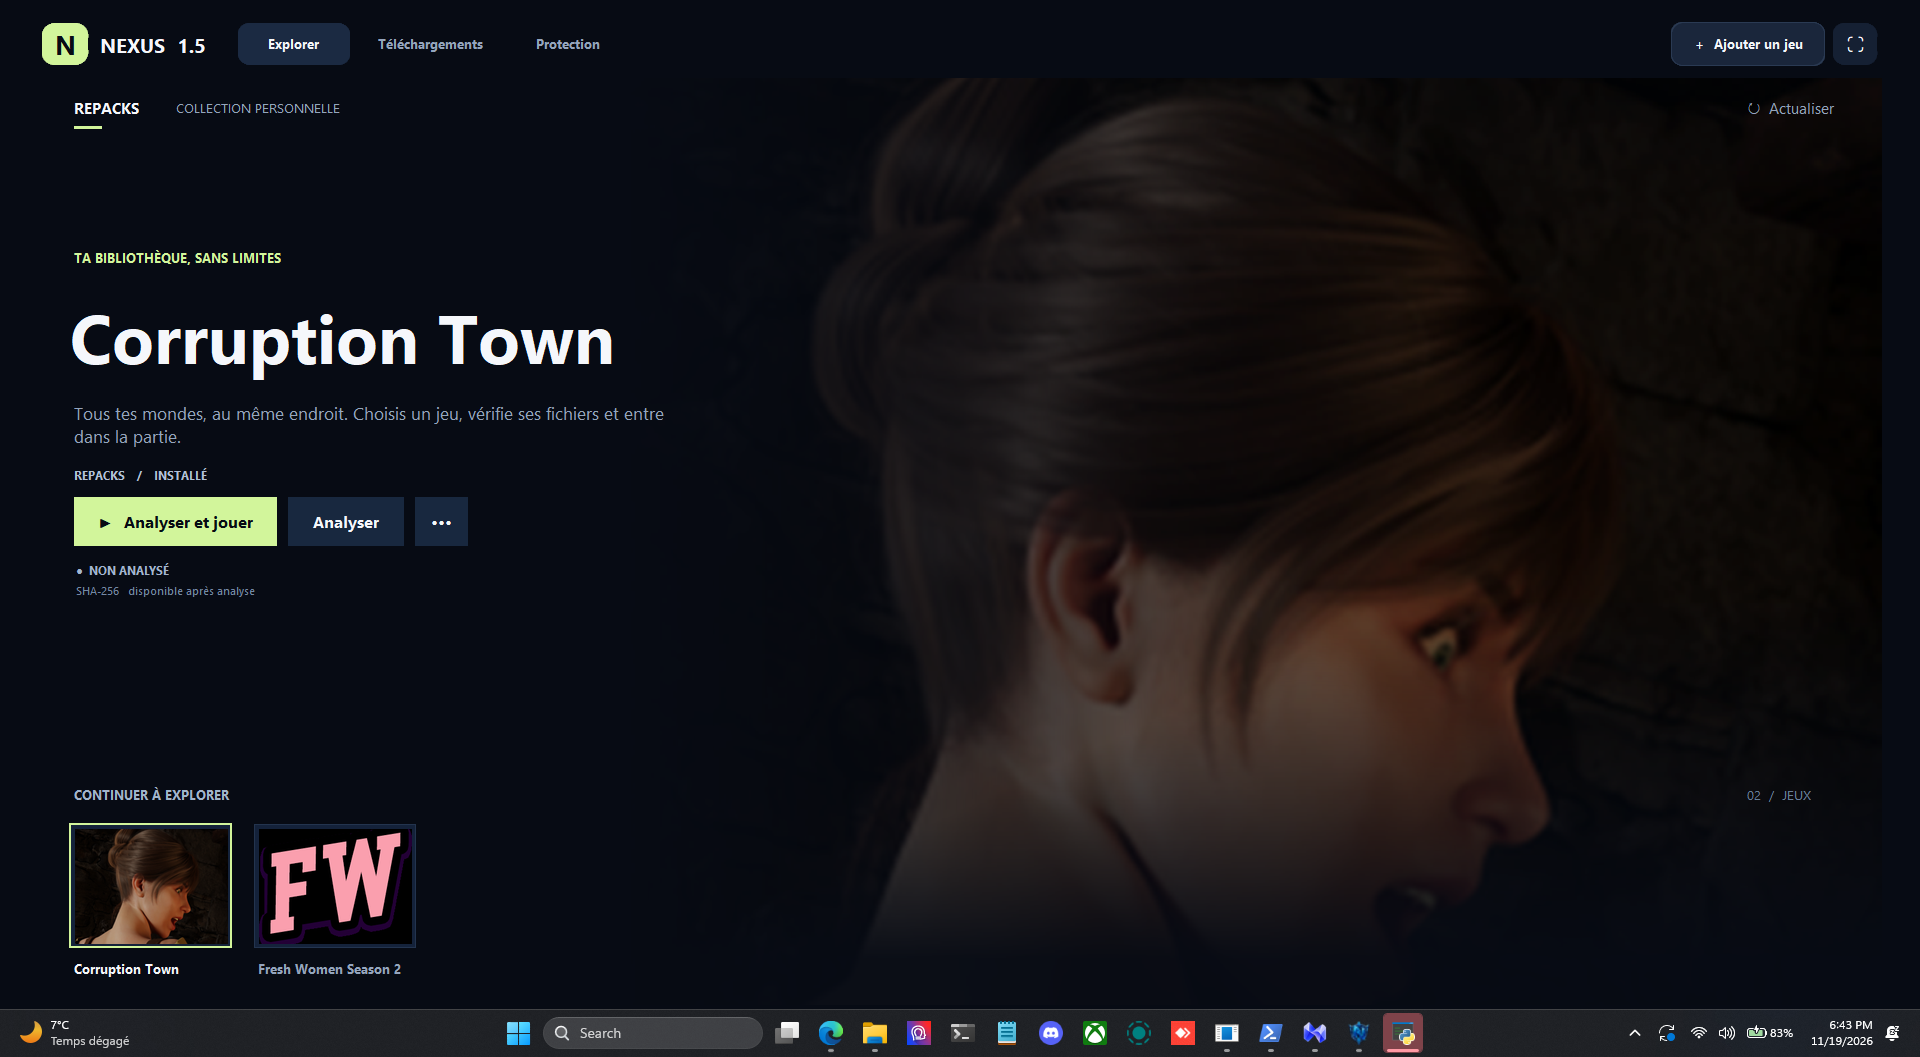 N NEXUS 1.5
Explorer
Téléchargements
Protection
+ Ajouter un jeu
REPACKS
COLLECTION PERSONNELLE
Actualiser
TA BIBLIOTHÈQUE, SANS LIMITES
Corruption Town
Tous tes mondes, au même endroit. Choisis un jeu, vérifie ses fichiers et entre
dans la partie.
REPACKS / INSTALLÉ
Analyser et jouer
Analyser
•••
• NON ANALYSÉ
SHA-256 disponible après analyse
CONTINUER À EXPLORER
02 / JEUX
FW
Corruption Town
Fresh Women Season 2
7°C
Temps dégagé
Search
83%
6:43 PM
11/19/2026